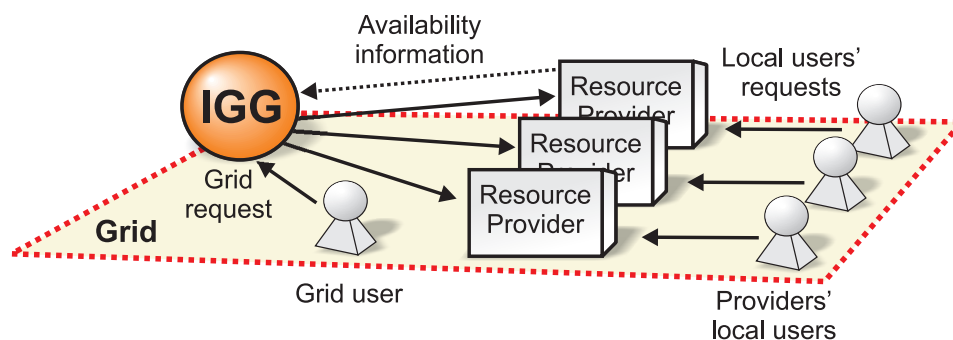 Availability
information
Local users'
requests
IGG
Resource
Provider
Resource
Provider
Resource
Provider
Grid
request
Grid
Grid user
Providers'
local users